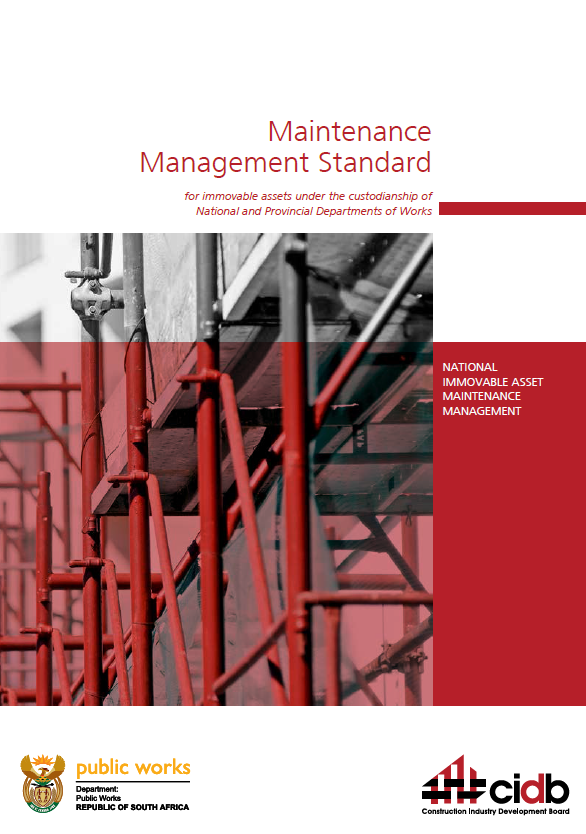 Maintenance
Management Standard
for immovable assets under the custodianship of
National and Provincial Departments of Works
NATIONAL
IMMOVABLE ASSET
MAINTENANCE
MANAGEMENT
public works
Department:
Public Works
REPUBLIC OF SOUTH AFRICA
cidb
Construction Industry Development Board